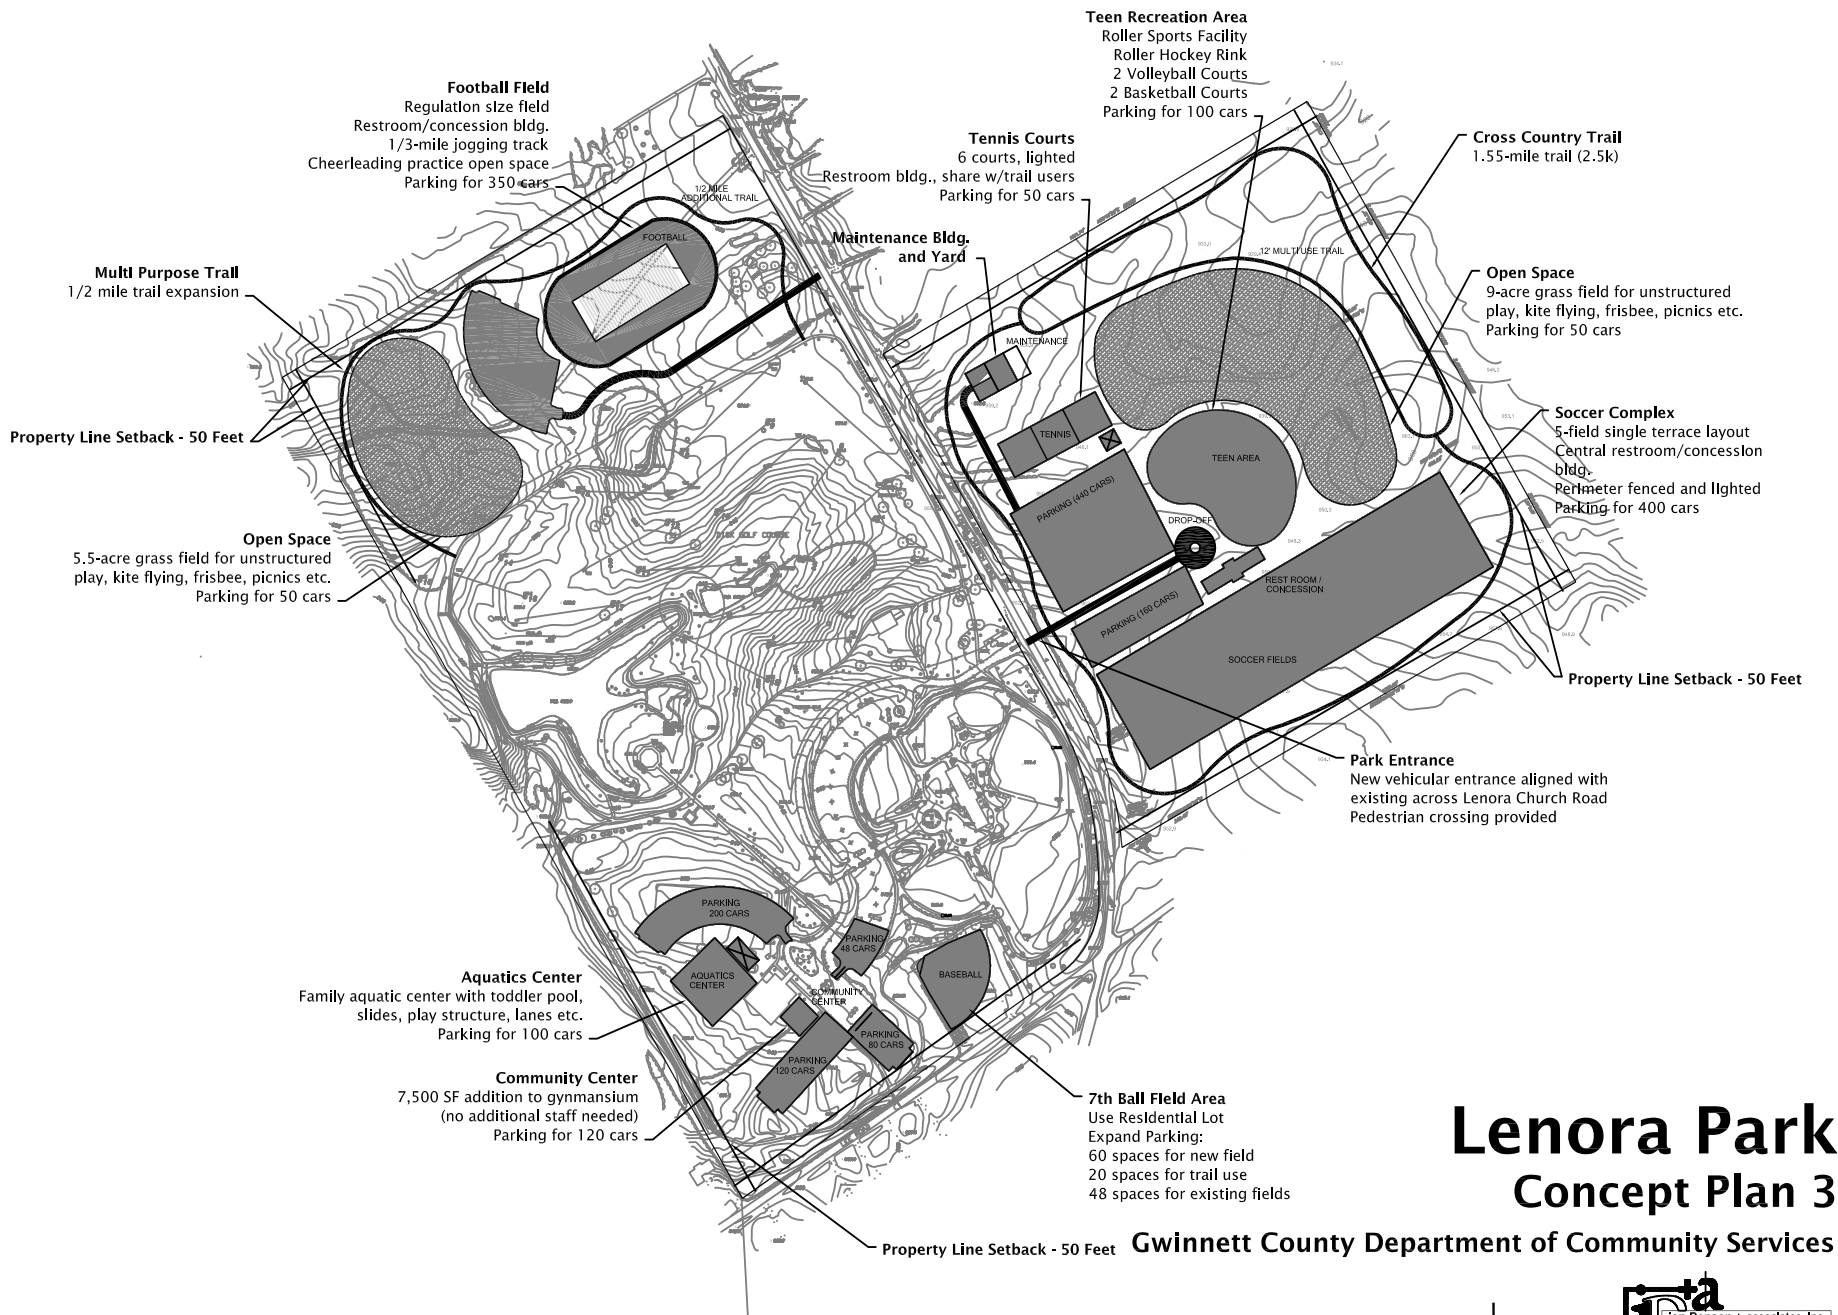 Teen Recreation Area
Roller Sports Facility
Roller Hockey Rink
2 Volleyball Courts
2 Basketball Courts
Parking for 100 cars
Football Field
Regulation size field
Restroom/concession bldg.
1/3-mile jogging track
Cheerleading practice open space
Parking for 350 cars
Tennis Courts
6 courts, lighted
Restroom bldg., share w/trail users
Parking for 50 cars
Cross Country Trail
1.55-mile trail (2.5k)
Maintenance Bldg.
and Yard
Multi Purpose Trail
1/2 mile trail expansion
Open Space
9-acre grass field for unstructured
play, kite flying, frisbee, picnics etc.
Parking for 50 cars
1/2 MILE
ADDITIONAL TRAIL
FOOTBALL
12' MULTI USE TRAIL
MAINTENANCE
TENNIS
TEEN AREA
PARKING (440 CARS)
DROP-OFF
REST ROOM /
CONCESSION
PARKING (160 CARS)
SOCCER FIELDS
Property Line Setback - 50 Feet
Soccer Complex
5-field single terrace layout
Central restroom/concession
bldg.
Perimeter fenced and lighted
Parking for 400 cars
Open Space
5.5-acre grass field for unstructured
play, kite flying, frisbee, picnics etc.
Parking for 50 cars
DISK GOLF COURSE
Property Line Setback - 50 Feet
Park Entrance
New vehicular entrance aligned with
existing across Lenora Church Road
Pedestrian crossing provided
PARKING
200 CARS
PARKING
48 CARS
AQUATICS
CENTER
BASEBALL
COMMUNITY
CENTER
PARKING
80 CARS
PARKING
120 CARS
Aquatics Center
Family aquatic center with toddler pool,
slides, play structure, lanes etc.
Parking for 100 cars
Community Center
7,500 SF addition to gynmansium
(no additional staff needed)
Parking for 120 cars
7th Ball Field Area
Use Residential Lot
Expand Parking:
60 spaces for new field
20 spaces for trail use
48 spaces for existing fields
Property Line Setback - 50 Feet
Lenora Park
Concept Plan 3
Gwinnett County Department of Community Services